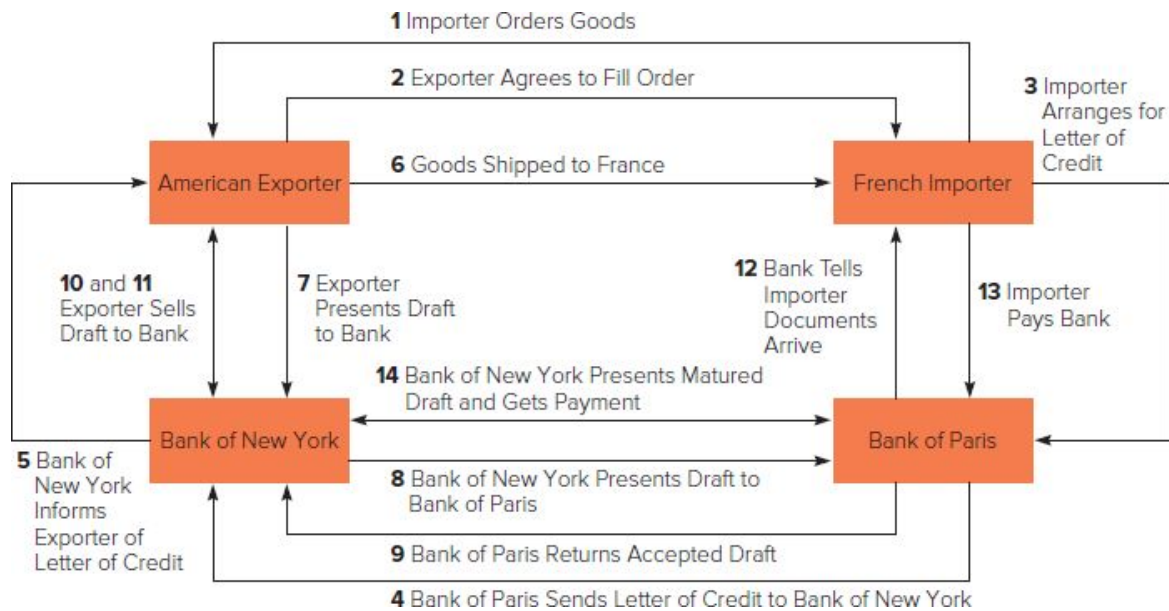 1 Importer Orders Goods
2 Exporter Agrees to Fill Order
3 Importer
Arranges for
Letter of
Credit
American Exporter
6 Goods Shipped to France
French Importer
10 and 11
Exporter Sells
Draft to Bank
7 Exporter
Presents Draft
to Bank
12 Bank Tells
Importer
Documents
Arrive
13 Importer
Pays Bank
14 Bank of New York Presents Matured
Draft and Gets Payment
Bank of New York
Bank of Paris
5 Bank of
New York
Informs
Exporter of
Letter of Credit
8 Bank of New York Presents Draft to
Bank of Paris
9 Bank of Paris Returns Accepted Draft
4 Bank of Paris Sends Letter of Credit to Bank of New York